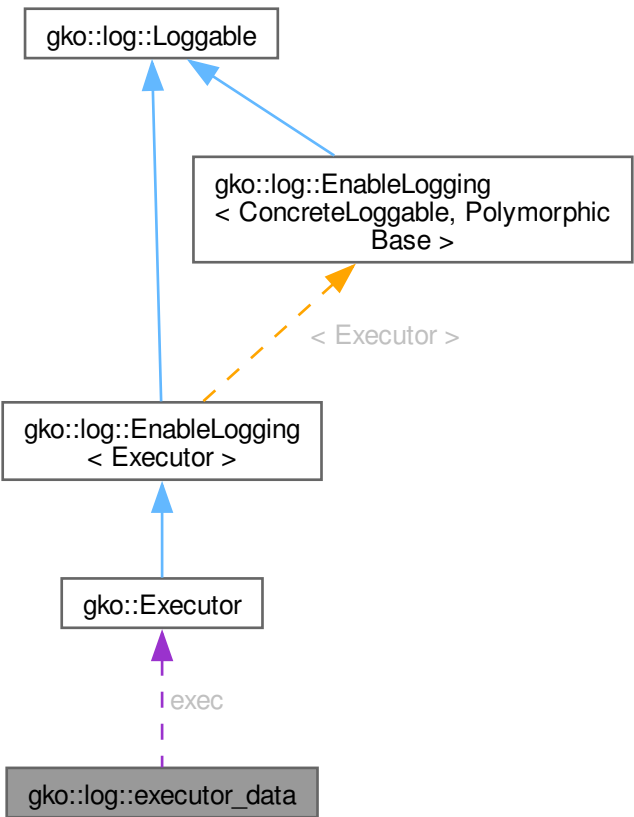 gko::log::Loggable
gko::log::EnableLogging
< ConcreteLoggable, Polymorphic
Base >
< Executor >
gko::log::EnableLogging
< Executor >
gko::Executor
exec
gko::log::executor_data